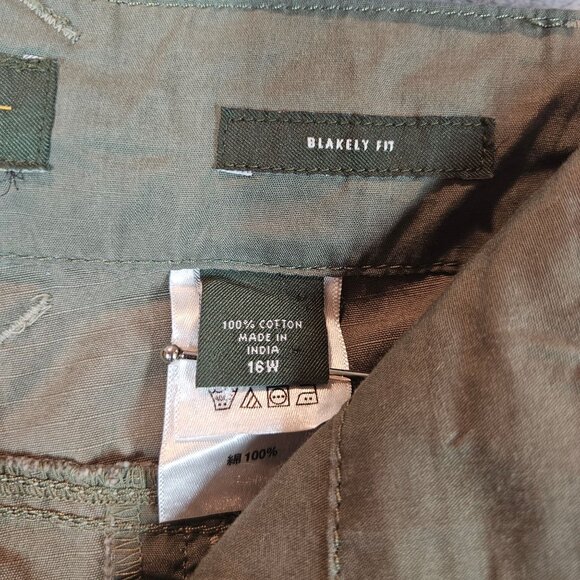 BLAKELY FIT
100% COTTON
MADE IN
INDIA
16W
綿 100%